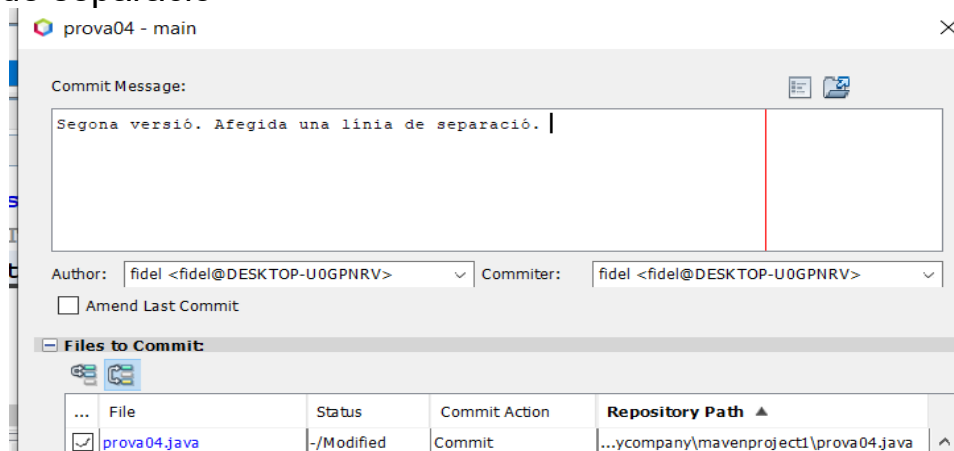 de separació
prova04 - main
Commit Message:
Segona versió. Afegida una línia de separació.
Author: fidel <fidel@DESKTOP-U0GPNRV> Commiter: fidel <fidel@DESKTOP-U0GPNRV>
Amend Last Commit
Files to Commit:
... File Status Commit Action Repository Path ▲
prova04.java -/Modified Commit ...ycompany\mavenproject1\prova04.java